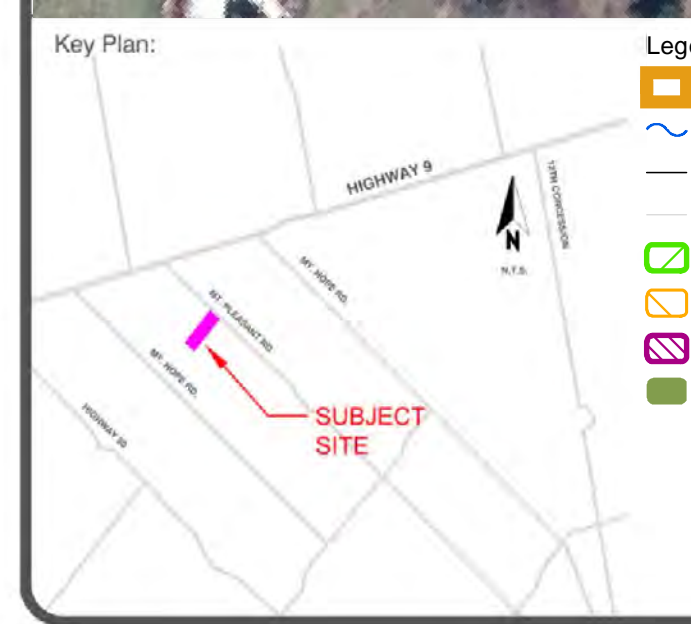 Key Plan:
Lege
HIGHWAY 9
12TH CONCESSION
N
N.T.S.
MT. HOPE RD.
MT. PLEASANT RD.
MT. HOPE RD.
HIGHWAY 50
SUBJECT
SITE